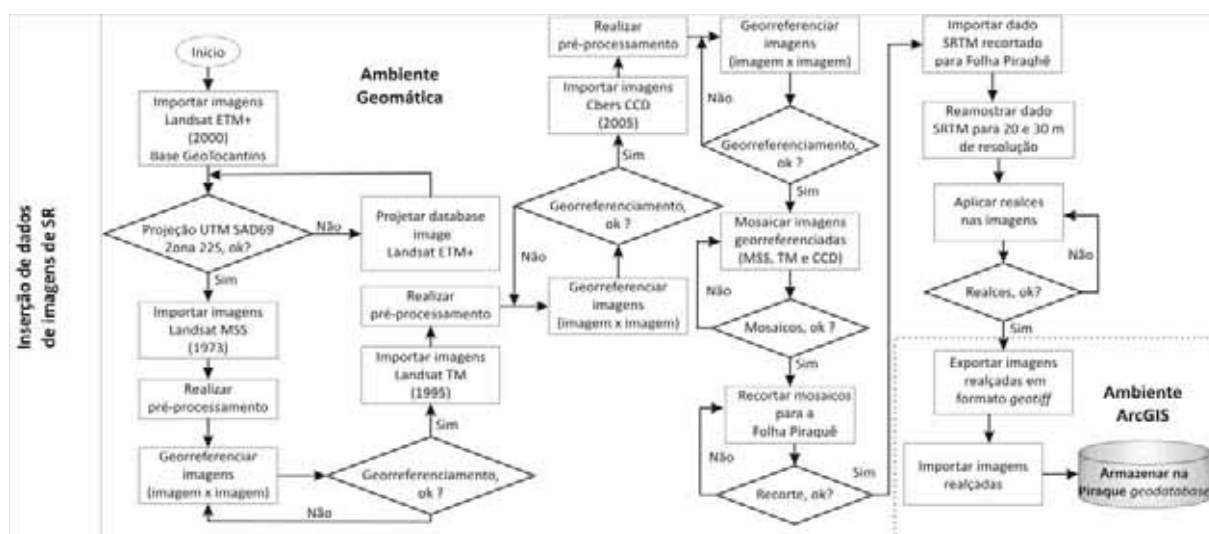 Inserção de dados
de imagens de SR
Ambiente
Geomática
Início
Importar imagens
Landsat ETM+
(2000)
Base GeoTocantins
Projeção UTM SAD69
Zona 22S, ok?
Não
Projetar database
image
Landsat ETM+
Sim
Importar imagens
Landsat MSS
(1973)
Realizar
pré-processamento
Georreferenciar
imagens
(imagem x imagem)
Georreferenciamento,
ok ?
Não
Sim
Importar imagens
Landsat TM
(1995)
Realizar
pré-processamento
Georreferenciar
imagens
(imagem x imagem)
Georreferenciamento,
ok ?
Não
Sim
Importar imagens
Cbers CCD
(2005)
Realizar
pré-processamento
Georreferenciar
imagens
(imagem x imagem)
Não
Georreferenciamento,
ok ?
Sim
Mosaicar imagens
georreferenciadas
(MSS, TM e CCD)
Não
Mosaicos, ok ?
Sim
Recortar mosaicos
para a
Folha Piraquê
Não
Recorte, ok?
Sim
Importar dado
SRTM recortado
para Folha Piraqhê
Reamostrar dado
SRTM para 20 e 30 m
de resolução
Aplicar realces
nas imagens
Não
Realces, ok?
Sim
Exportar imagens
realçadas em
formato geotiff
Importar imagens
realçadas
Ambiente
ArcGIS
Armazenar na
Piraque geodatabase